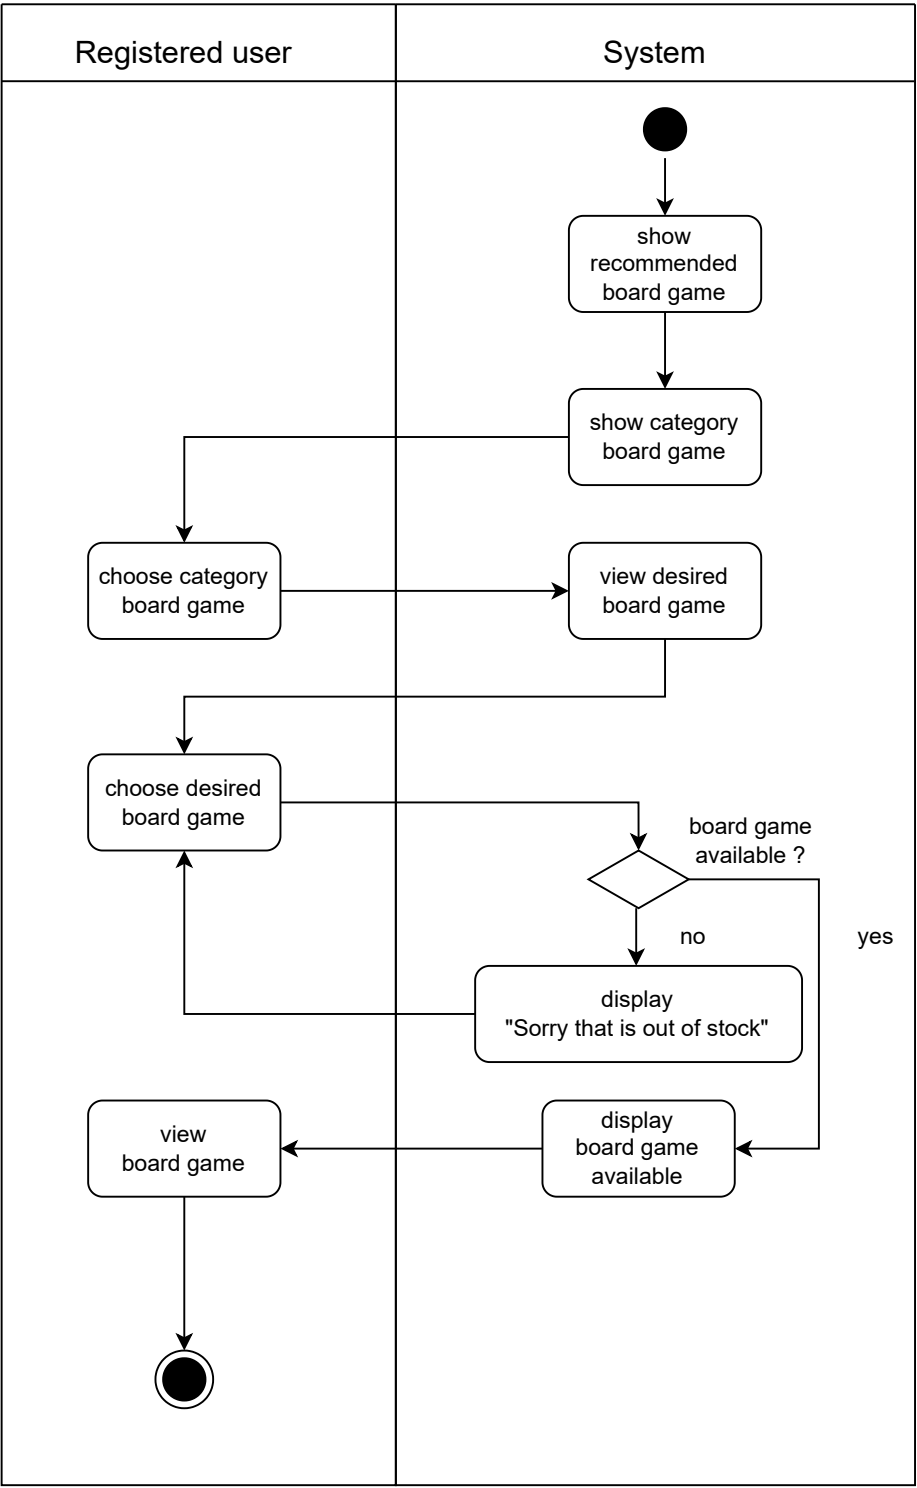 Registered user
System
show
recommended
board game
show category
board game
choose category
board game
view desired
board game
choose desired
board game
board game
available ?
no
yes
display
"Sorry that is out of stock"
view
board game
display
board game
available